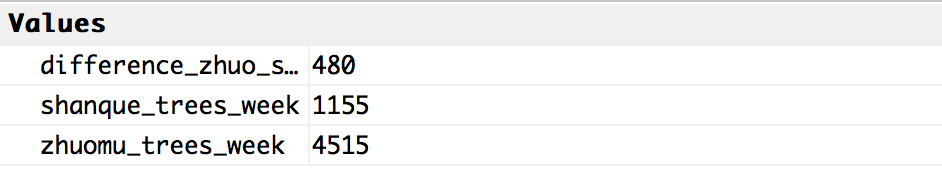 Values
difference_zhuo_s… 480
shanque_trees_week 1155
zhuomu_trees_week 4515